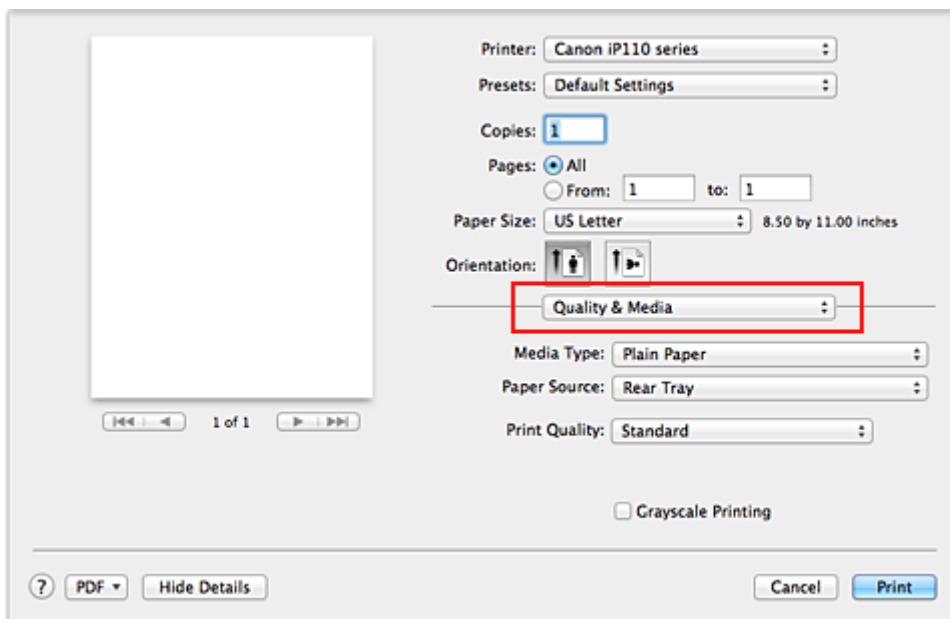 Printer: Canon iP110 series
Presets: Default Settings
Copies: 1
Pages: All
From: 1 to: 1
Paper Size: US Letter 8.50 by 11.00 inches
Orientation:
Quality & Media
Media Type: Plain Paper
Paper Source: Rear Tray
1 of 1
Print Quality: Standard
Grayscale Printing
? PDF Hide Details Cancel Print